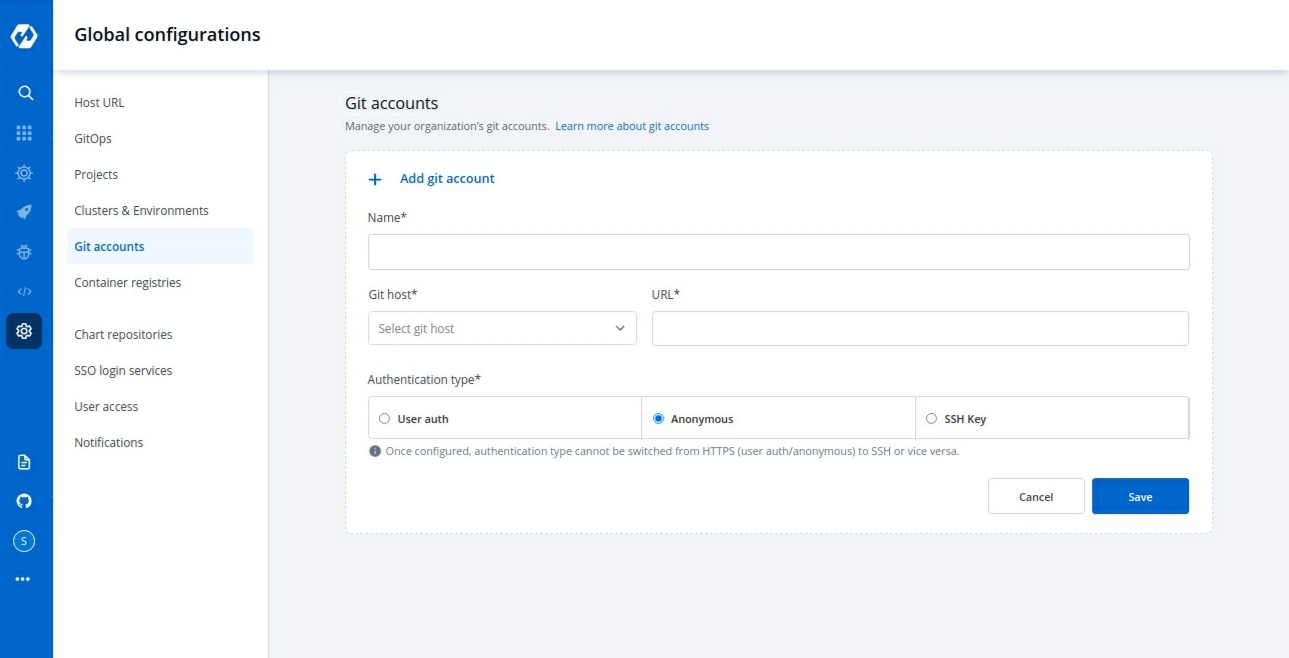 Global configurations
Host URL
GitOps
Projects
Clusters & Environments
Git accounts
Container registries
Chart repositories
SSO login services
User access
Notifications
S
Git accounts
Manage your organization's git accounts. Learn more about git accounts
+ Add git account
Name*
Git host* URL*
Select git host
Authentication type*
User auth Anonymous SSH Key
Once configured, authentication type cannot be switched from HTTPS (user auth/anonymous) to SSH or vice versa.
Cancel Save